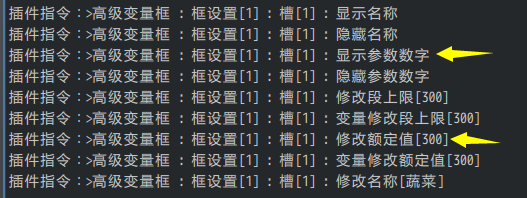 插件指令：>高级变量框 : 框设置[1] : 槽[1] : 显示名称
插件指令：>高级变量框 : 框设置[1] : 槽[1] : 隐藏名称
插件指令：>高级变量框 : 框设置[1] : 槽[1] : 显示参数数字
插件指令：>高级变量框 : 框设置[1] : 槽[1] : 隐藏参数数字
插件指令：>高级变量框 : 框设置[1] : 槽[1] : 修改段上限[300]
插件指令：>高级变量框 : 框设置[1] : 槽[1] : 变量修改段上限[300]
插件指令：>高级变量框 : 框设置[1] : 槽[1] : 修改额定值[300]
插件指令：>高级变量框 : 框设置[1] : 槽[1] : 变量修改额定值[300]
插件指令：>高级变量框 : 框设置[1] : 槽[1] : 修改名称[蔬菜]